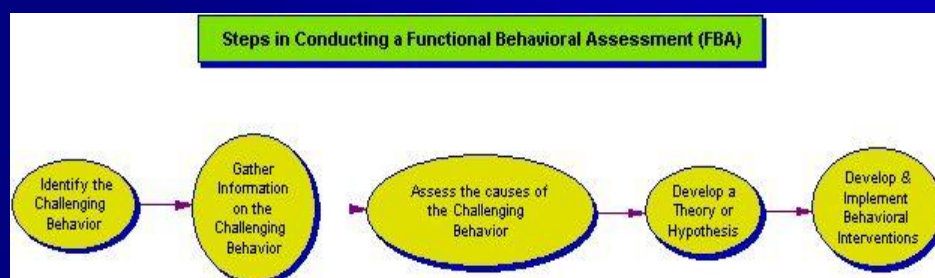 Steps in Conducting a Functional Behavioral Assessment (FBA)
Identify the
Challenging
Behavior
Gather
Information
on the
Challenging
Behavior
Assess the causes of
the Challenging
Behavior
Develop a
Theory or
Hypothesis
Develop &
Implement
Behavioral
Interventions